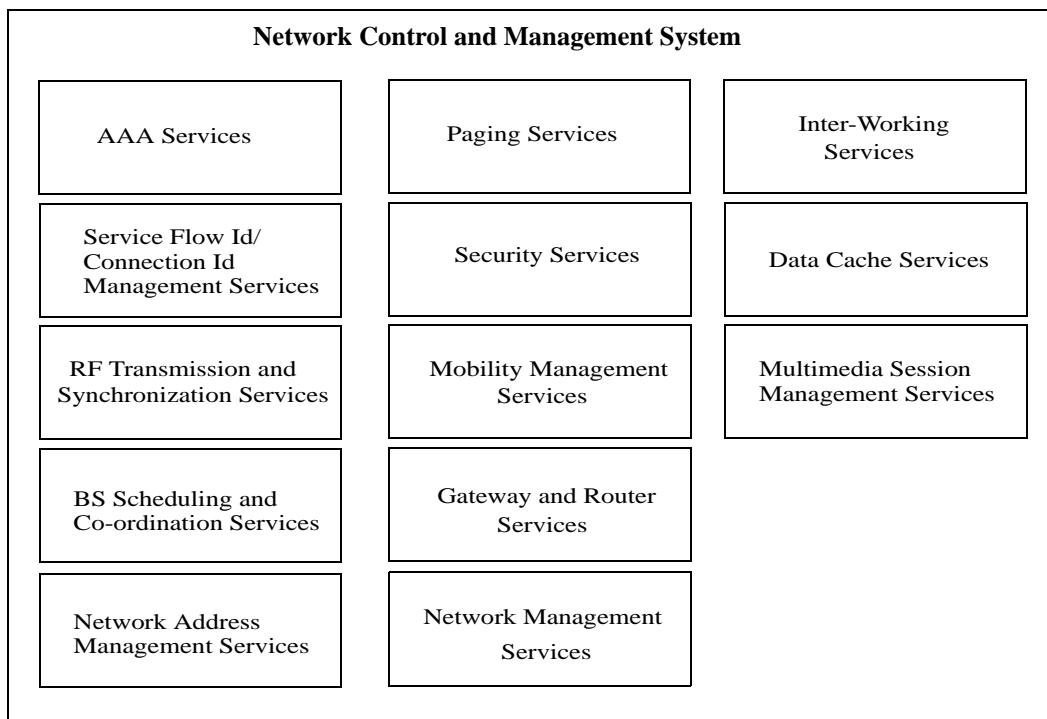 Network Control and Management System
AAA Services
Paging Services
Inter-Working
Services
Service Flow Id/
Connection Id
Management Services
Security Services
Data Cache Services
RF Transmission and
Synchronization Services
Mobility Management
Services
Multimedia Session
Management Services
BS Scheduling and
Co-ordination Services
Gateway and Router
Services
Network Address
Management Services
Network Management
Services